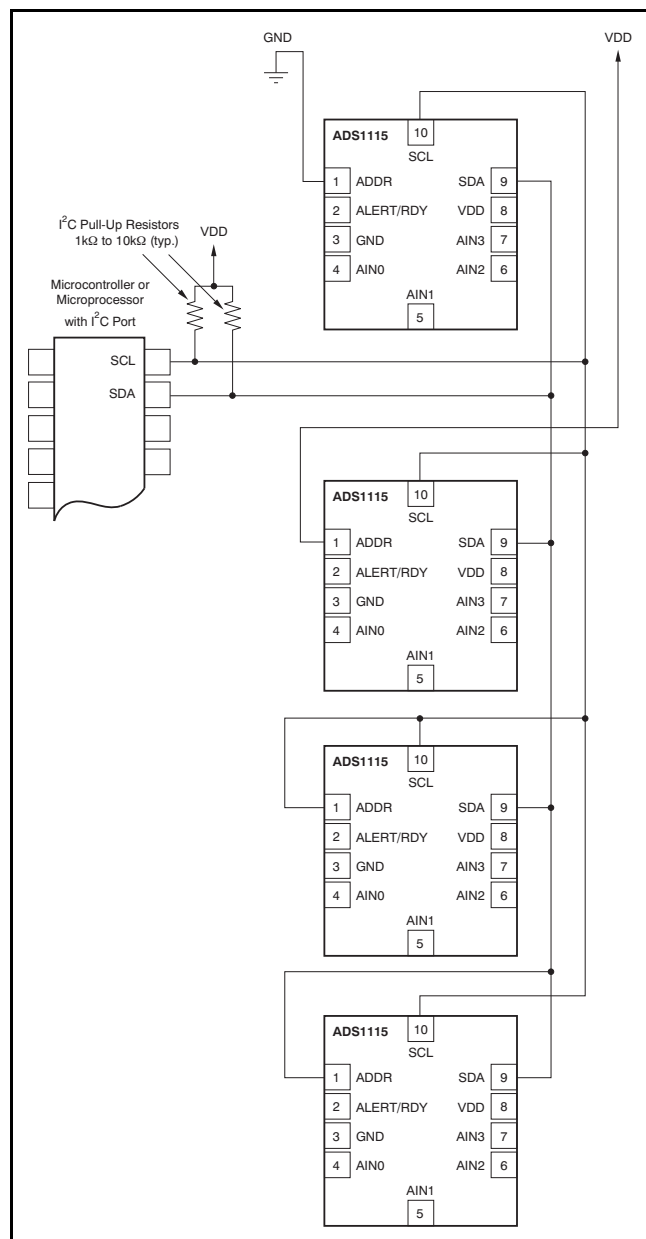 GND
VDD
ADS1115
10
SCL
1 ADDR SDA 9
2 ALERT/RDY VDD 8
3 GND AIN3 7
4 AIN0 AIN2 6
AIN1
5
I²C Pull-Up Resistors
1kΩ to 10kΩ (typ.)
VDD
Microcontroller or
Microprocessor
with I²C Port
SCL
SDA
ADS1115
10
SCL
1 ADDR SDA 9
2 ALERT/RDY VDD 8
3 GND AIN3 7
4 AIN0 AIN2 6
AIN1
5
ADS1115
10
SCL
1 ADDR SDA 9
2 ALERT/RDY VDD 8
3 GND AIN3 7
4 AIN0 AIN2 6
AIN1
5
ADS1115
10
SCL
1 ADDR SDA 9
2 ALERT/RDY VDD 8
3 GND AIN3 7
4 AIN0 AIN2 6
AIN1
5